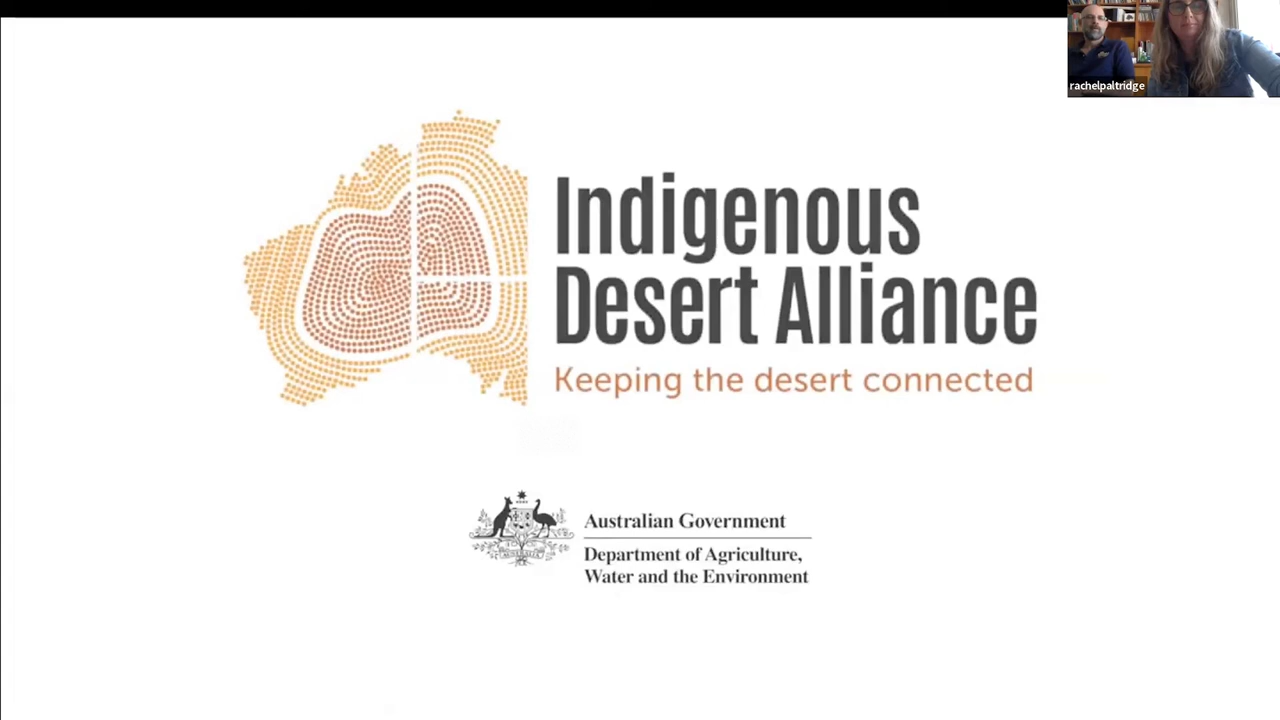 rachelpaltridge
Indigenous
Desert Alliance
Keeping the desert connected
Australian Government
Department of Agriculture,
Water and the Environment